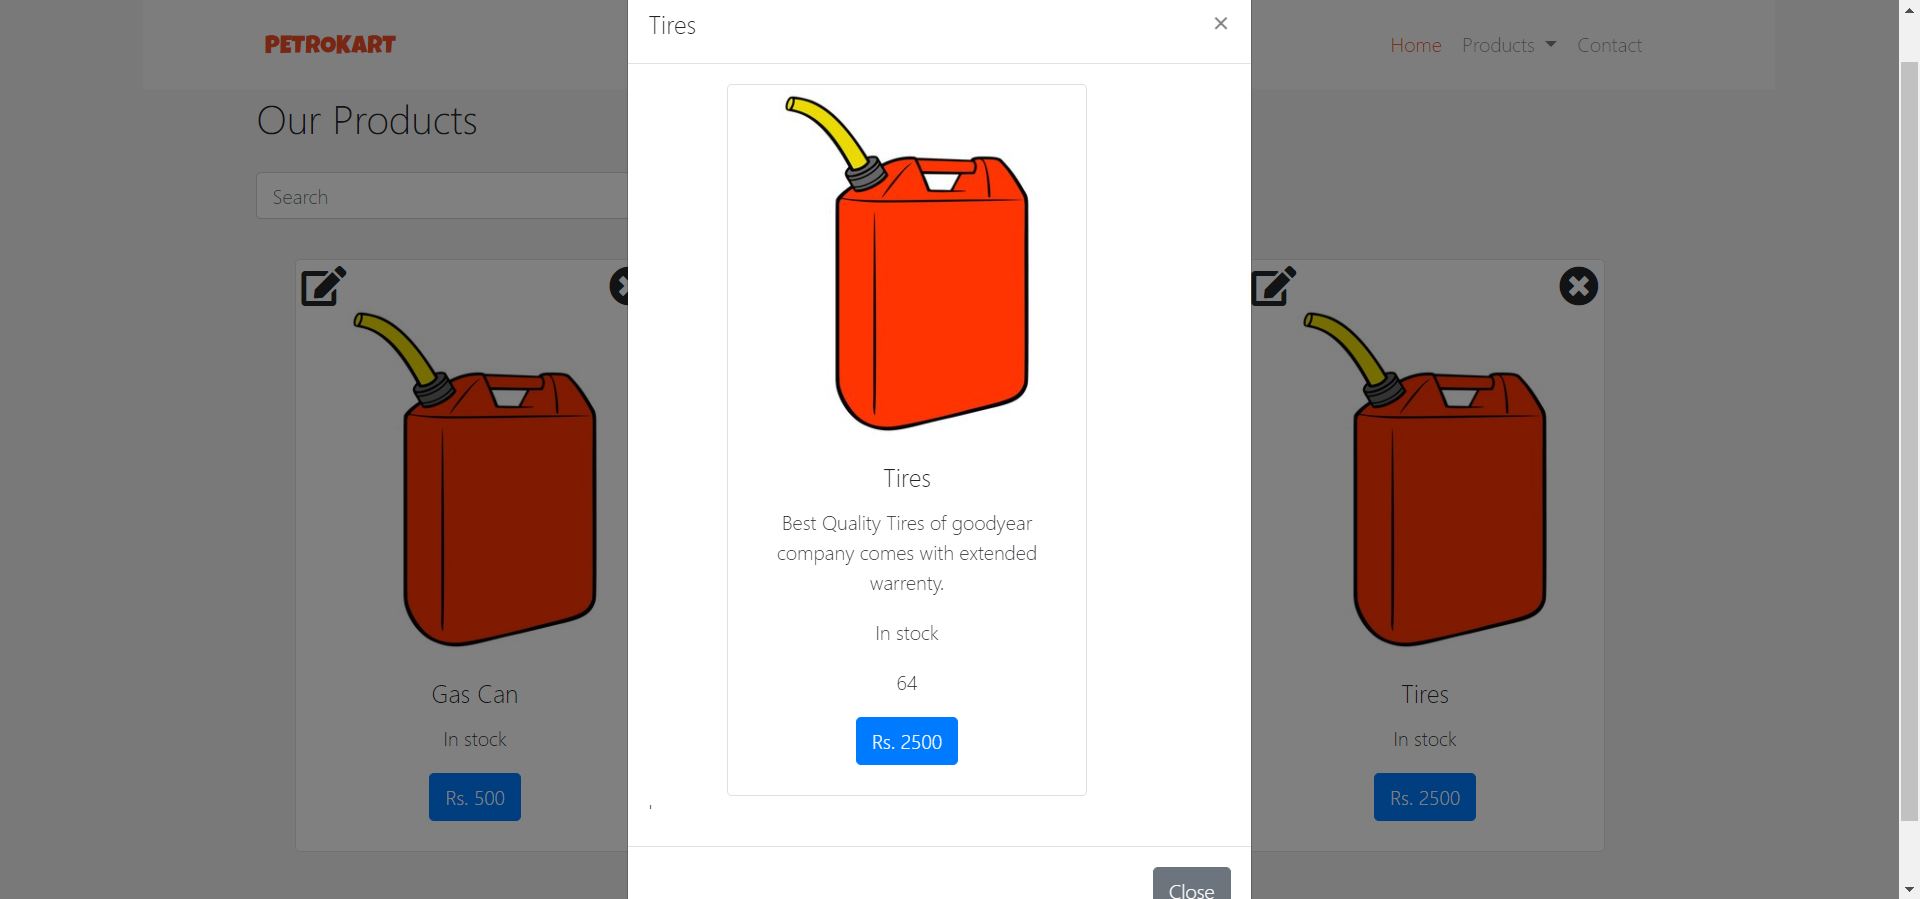 Tires
×
PETROKART
Home
Products
Contact
Our Products
Search
Tires
Best Quality Tires of goodyear
company comes with extended
warrenty.
In stock
64
Rs. 2500
'
Close
Gas Can
In stock
Rs. 500
Tires
In stock
Rs. 2500